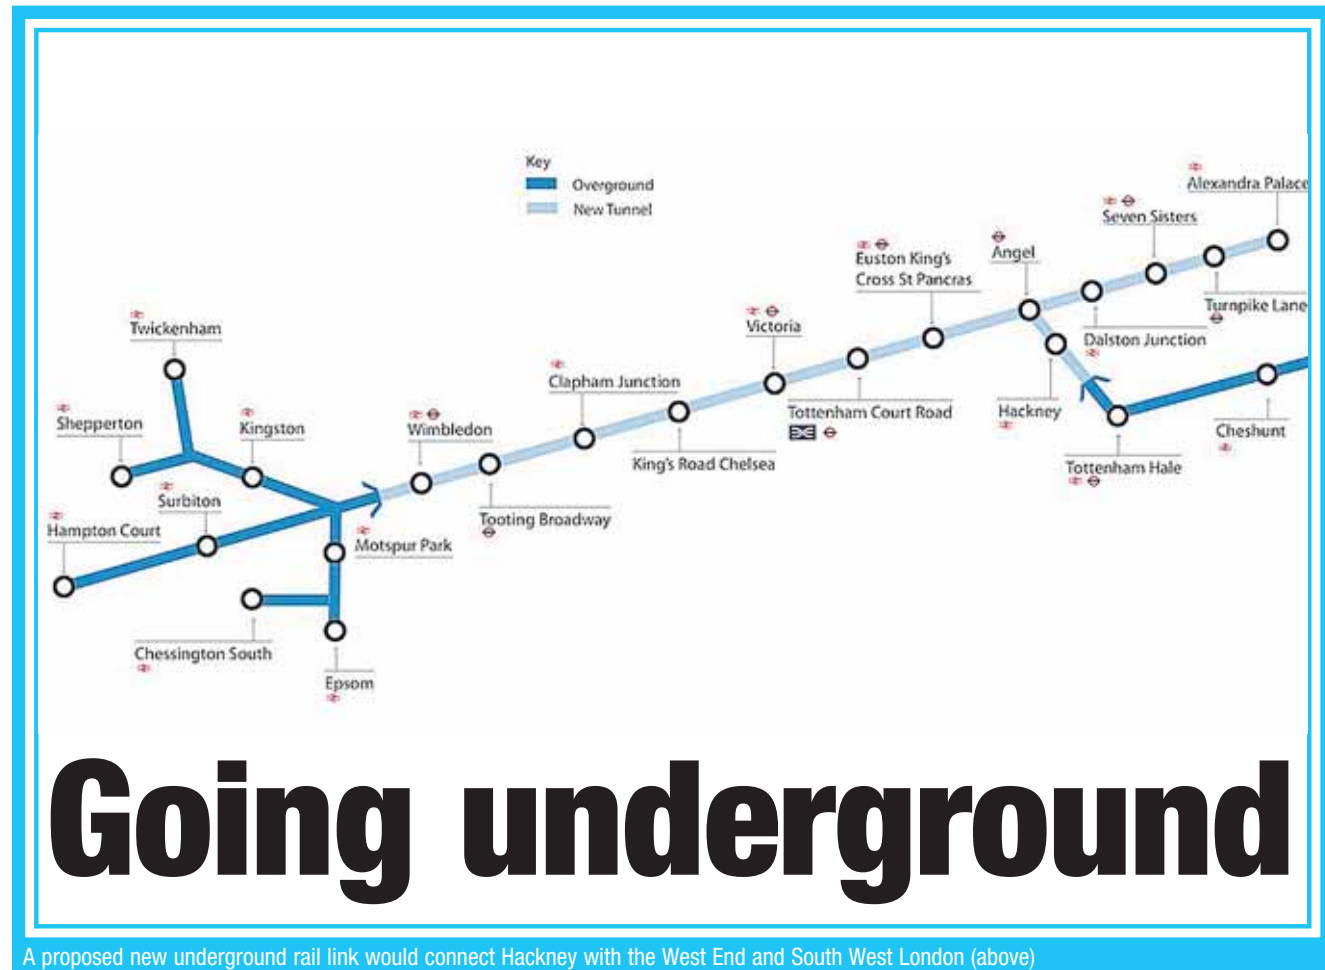 Key
Overground
New Tunnel
Alexandra Palace
Seven Sisters
Euston King's
Cross St Pancras
Angel
Turnpike Lane
Twickenham
Victoria
Dalston Junction
Clapham Junction
Shepperton
Kingston
Wimbledon
Tottenham Court Road
Hackney
Cheshunt
King's Road Chelsea
Tottenham Hale
Surbiton
Hampton Court
Tooting Broadway
Motspur Park
Chessington South
Epsom
Going underground
A proposed new underground rail link would connect Hackney with the West End and South West London (above)